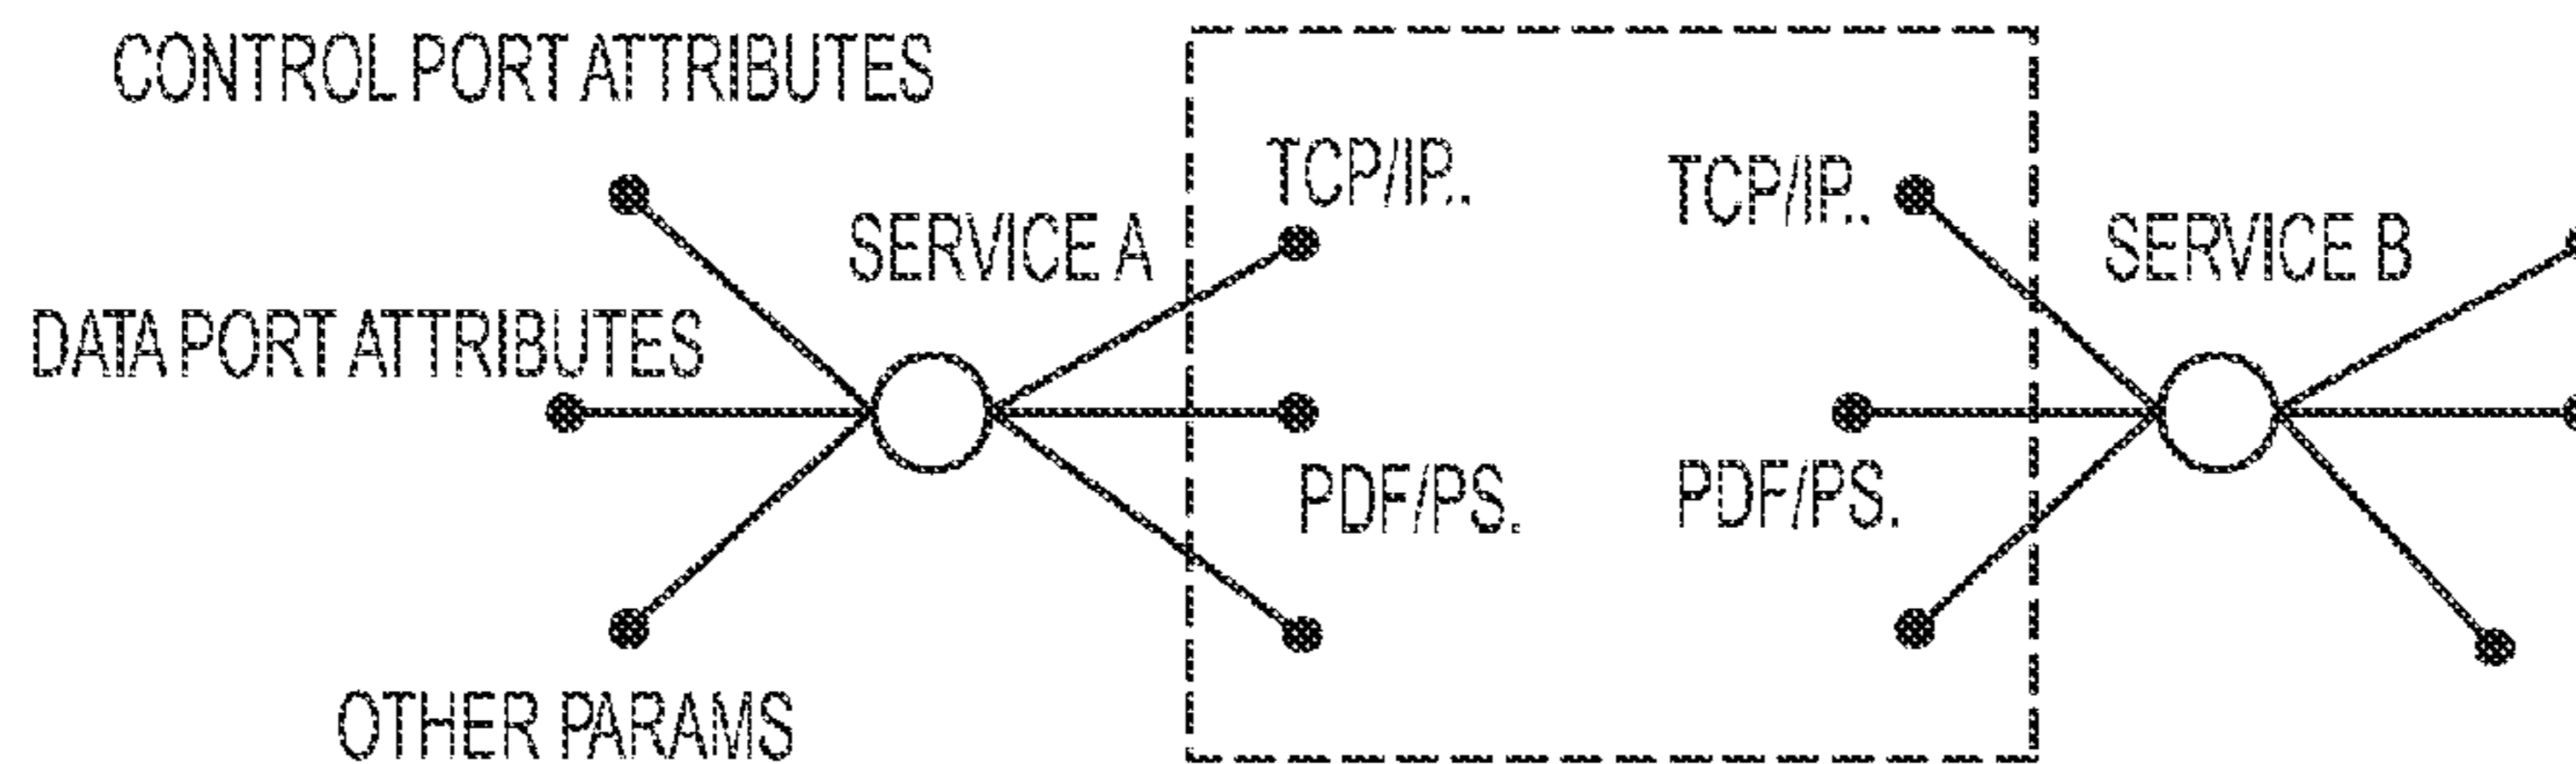 CONTROL PORT ATTRIBUTES
TCP/IP..
TCP/IP..
SERVICE A
SERVICE B
DATA PORT ATTRIBUTES
PDF/PS.
PDF/PS.
OTHER PARAMS